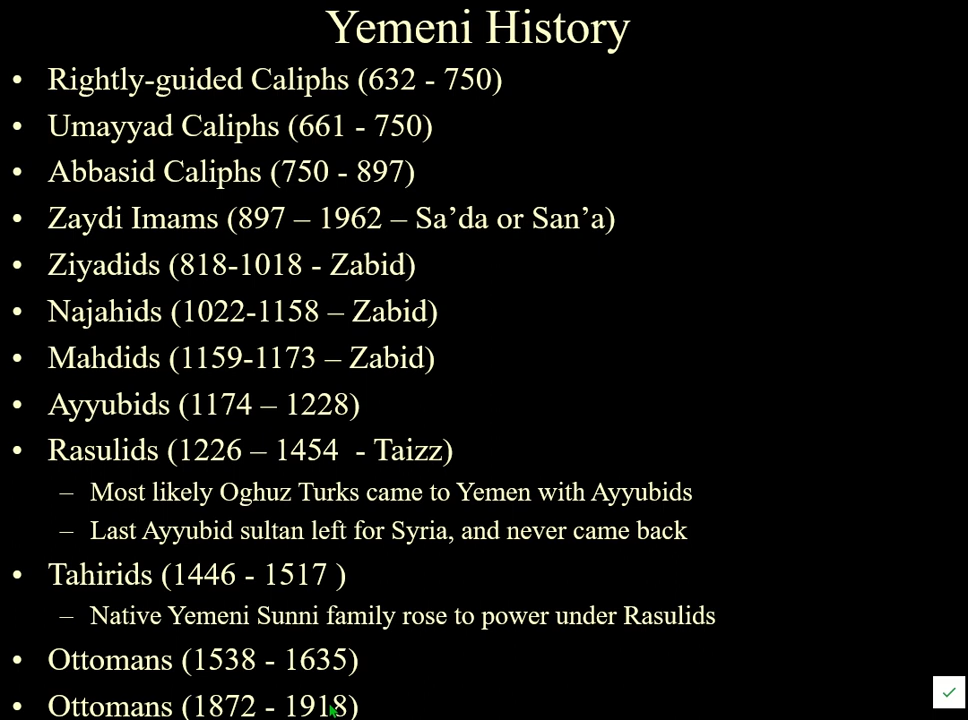 Yemeni History
• Rightly-guided Caliphs (632 - 750)
• Umayyad Caliphs (661 - 750)
• Abbasid Caliphs (750 - 897)
• Zaydi Imams (897 – 1962 – Sa’da or San’a)
• Ziyadids (818-1018 - Zabid)
• Najahids (1022-1158 – Zabid)
• Mahdids (1159-1173 – Zabid)
• Ayyubids (1174 – 1228)
• Rasulids (1226 – 1454  - Taizz)
– Most likely Oghuz Turks came to Yemen with Ayyubids
– Last Ayyubid sultan left for Syria, and never came back
• Tahirids (1446 - 1517 )
– Native Yemeni Sunni family rose to power under Rasulids
• Ottomans (1538 - 1635)
• Ottomans (1872 - 1918)